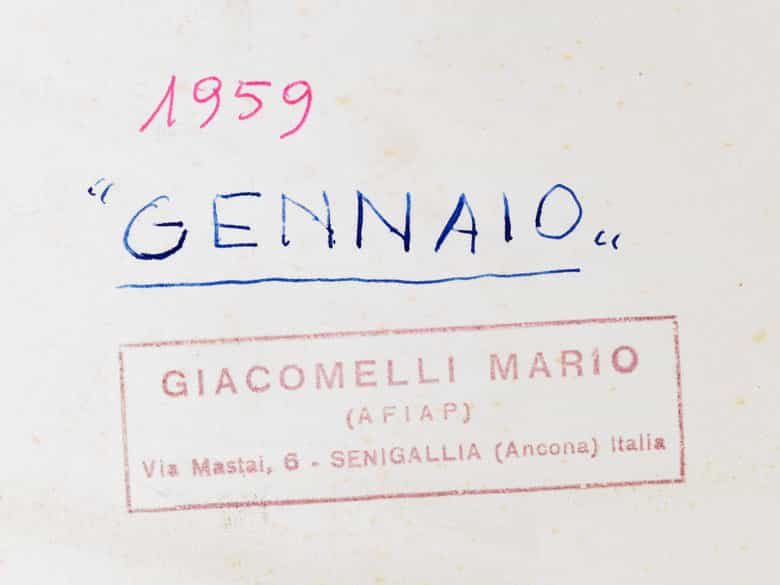 1959
“GENNAIO„
GIACOMELLI MARIO
(AFIAP)
Via Mastai, 6 - SENIGALLIA (Ancona) Italia